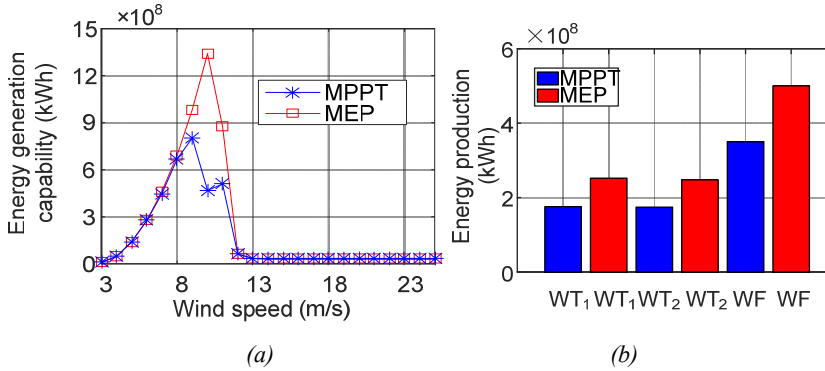 ×10⁸
15
12
9
6
3
0
Energy generation
capability (kWh)
MPPT
MEP
3 8 13 18 23
Wind speed (m/s)
(a)
×10⁸
6
4
2
0
Energy production
(kWh)
MPPT
MEP
WT₁ WT₁ WT₂ WT₂ WF WF
(b)